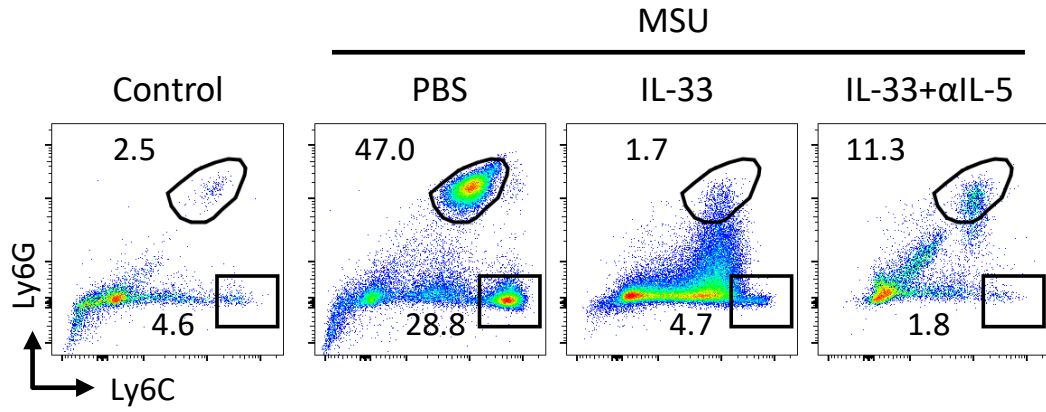 MSU
Control PBS IL-33 IL-33+αIL-5
2.5 47.0 1.7 11.3
4.6 28.8 4.7 1.8
Ly6G
Ly6C